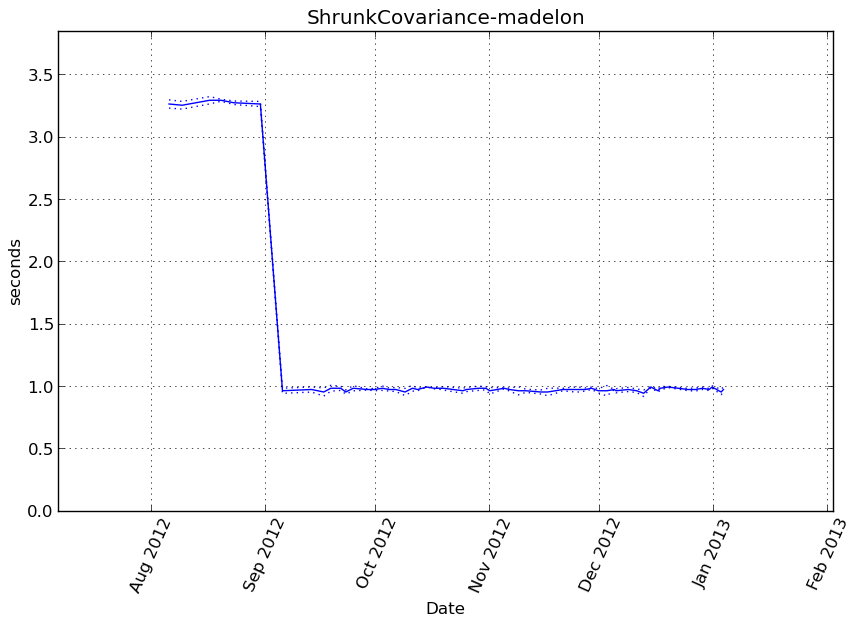 ShrunkCovariance-madelon
3.5
3.0
2.5
2.0
1.5
1.0
0.5
0.0
seconds
Aug 2012
Sep 2012
Oct 2012
Nov 2012
Dec 2012
Jan 2013
Feb 2013
Date